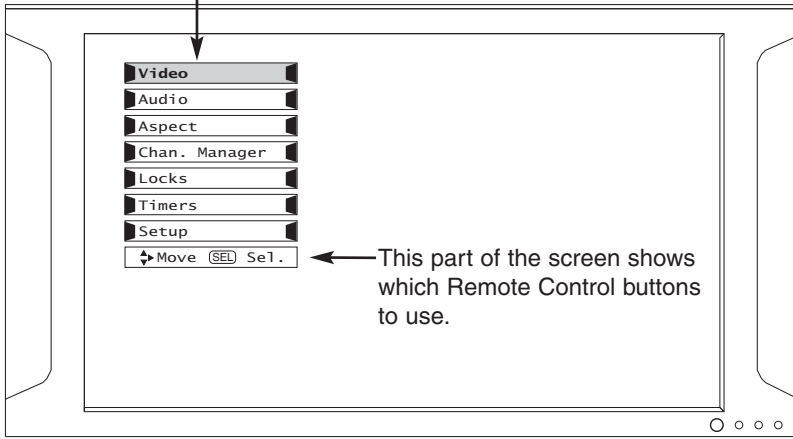 Video
Audio
Aspect
Chan. Manager
Locks
Timers
Setup
Move SEL Sel.
This part of the screen shows
which Remote Control buttons
to use.